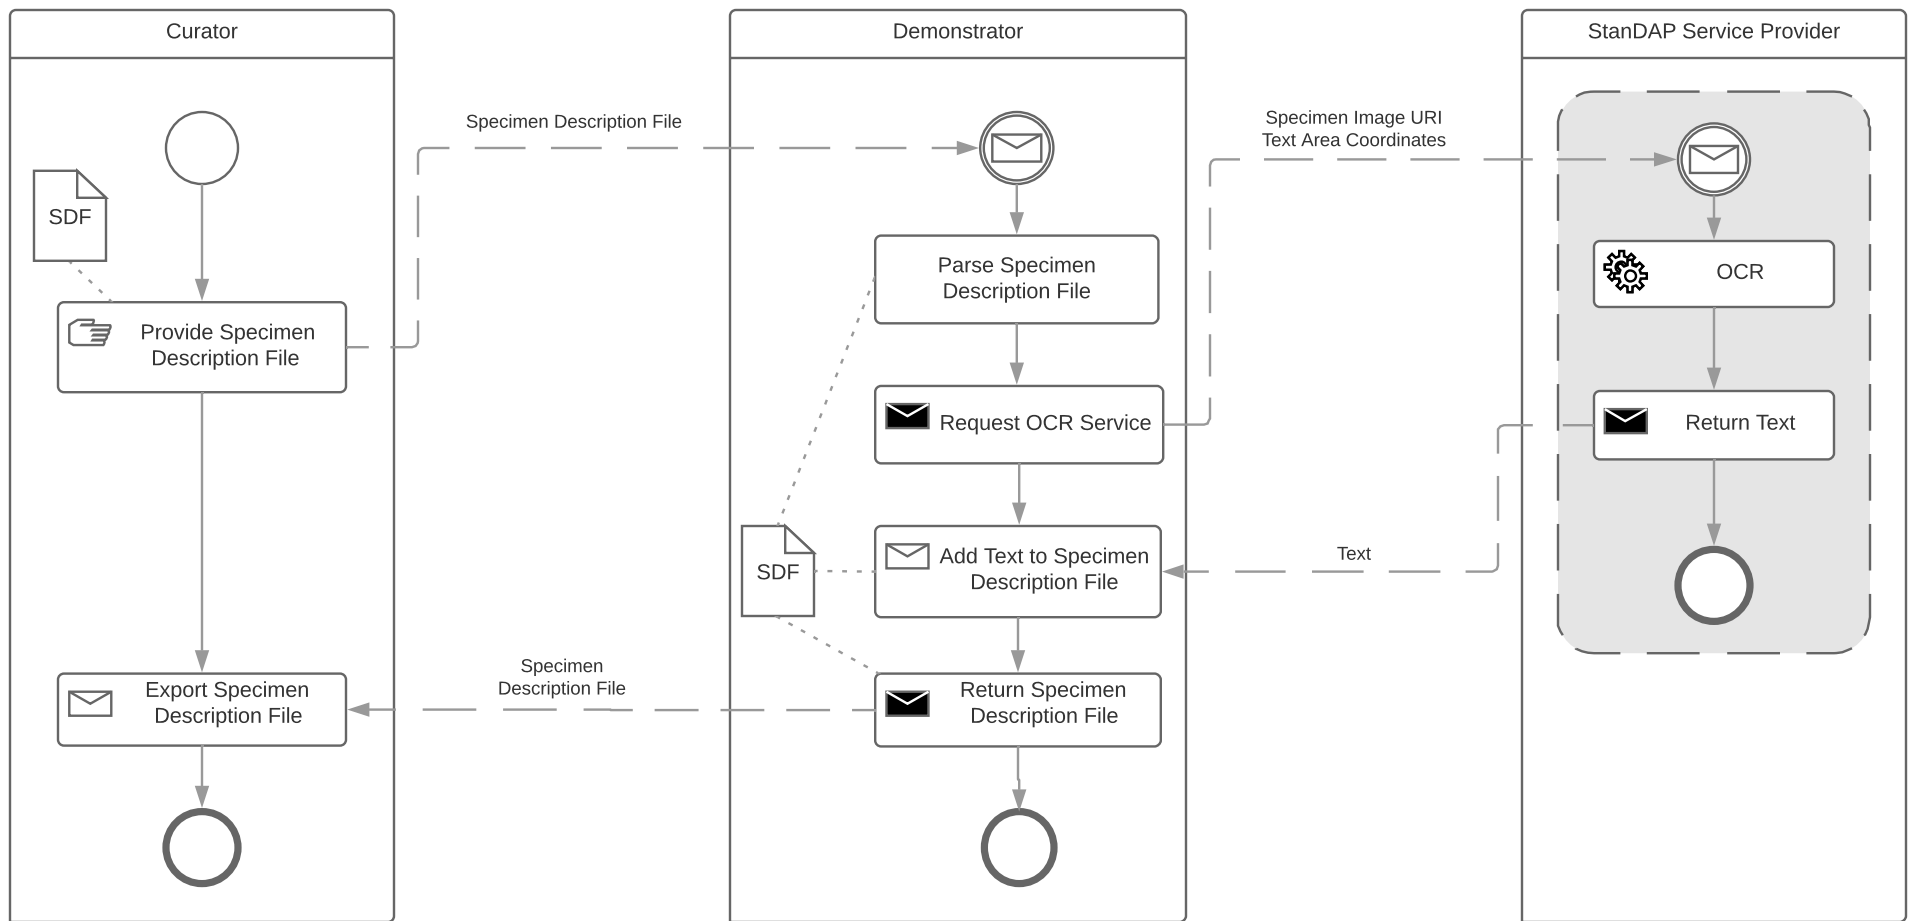 Curator
Demonstrator
StanDAP Service Provider
Specimen Description File
Specimen Image URI
Text Area Coordinates
SDF
Parse Specimen
Description File
OCR
Provide Specimen
Description File
Request OCR Service
Return Text
SDF
Add Text to Specimen
Description File
Text
Specimen
Description File
Export Specimen
Description File
Return Specimen
Description File